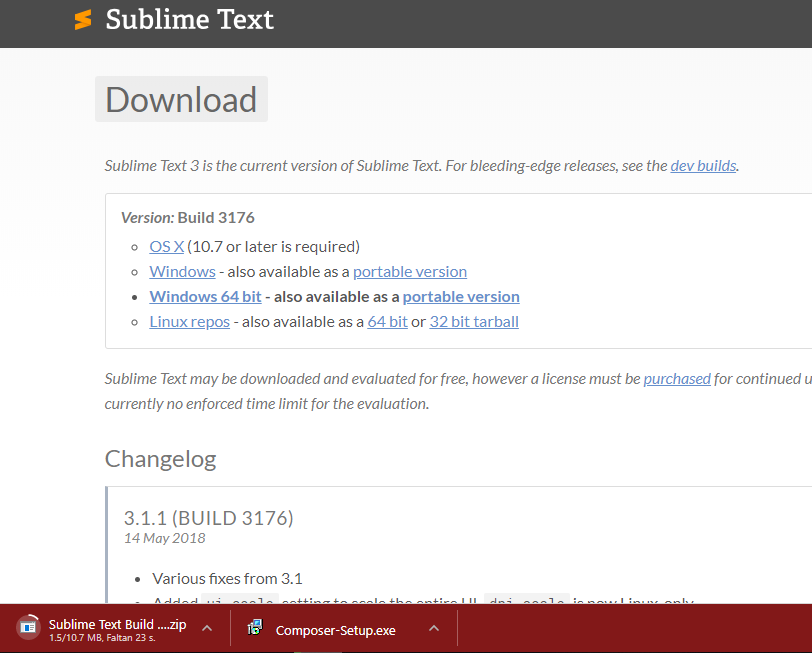 Sublime Text
Download
Sublime Text 3 is the current version of Sublime Text. For bleeding-edge releases, see the dev builds.
Version: Build 3176
OS X (10.7 or later is required)
Windows - also available as a portable version
Windows 64 bit - also available as a portable version
Linux repos - also available as a 64 bit or 32 bit tarball
Sublime Text may be downloaded and evaluated for free, however a license must be purchased for continued u
currently no enforced time limit for the evaluation.
Changelog
3.1.1 (BUILD 3176)
14 May 2018
Various fixes from 3.1
Added ui_scale setting to scale the entire UI. dpi_scale is now Linux-only
Sublime Text Build ....zip
1.5/10.7 MB, Faltan 23 s.
Composer-Setup.exe